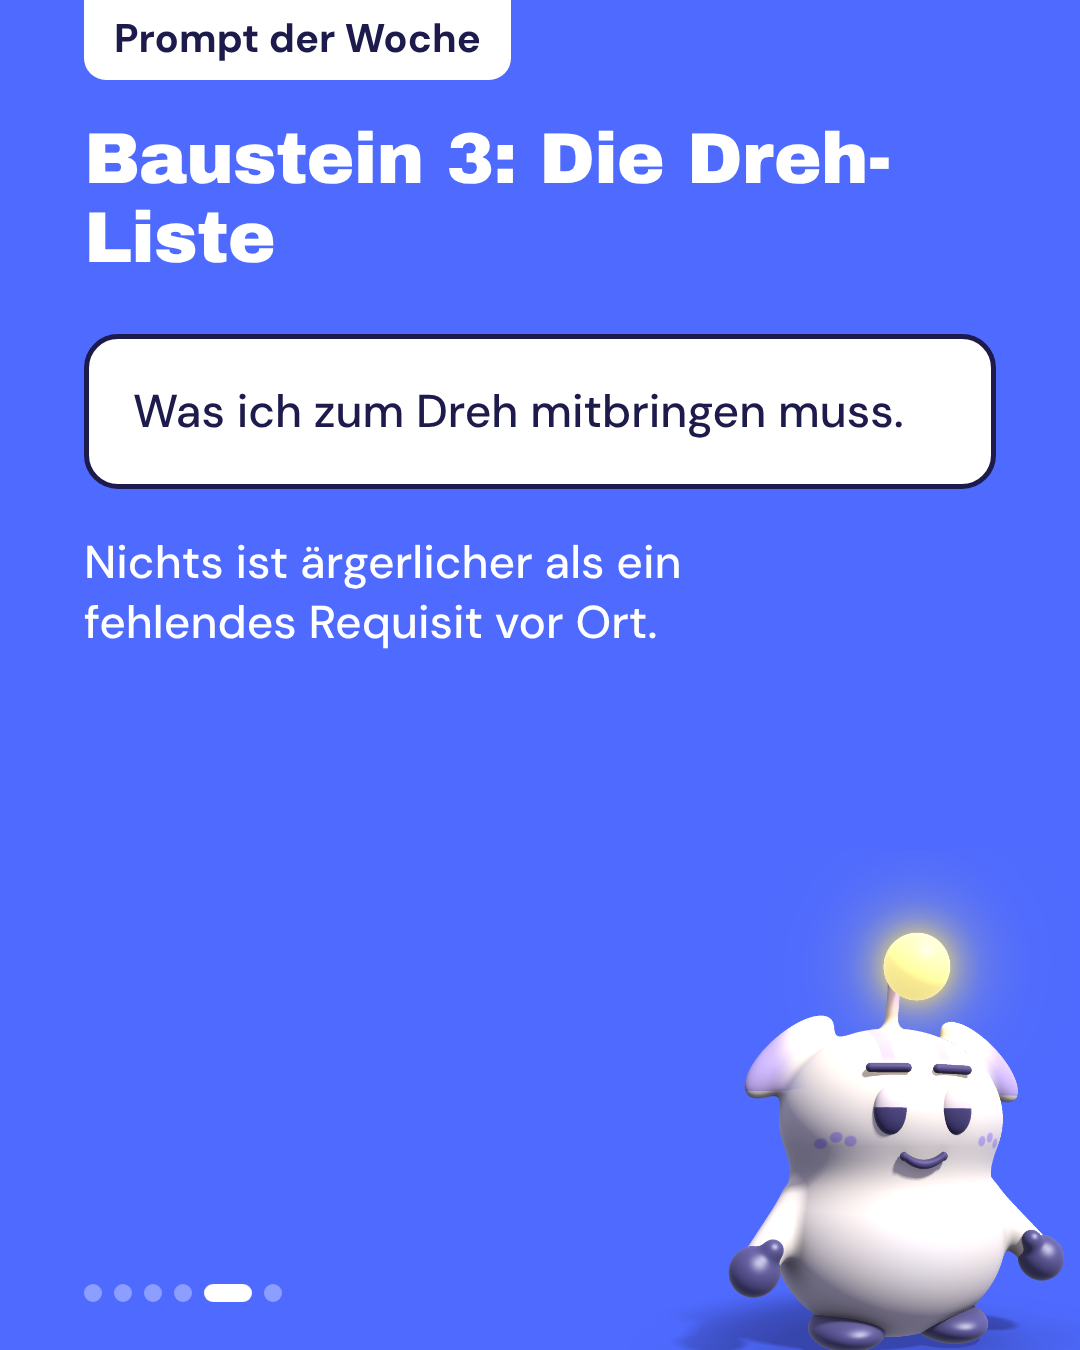 Prompt der Woche
Baustein 3: Die Dreh-
Liste
Was ich zum Dreh mitbringen muss.
Nichts ist ärgerlicher als ein
fehlendes Requisit vor Ort.